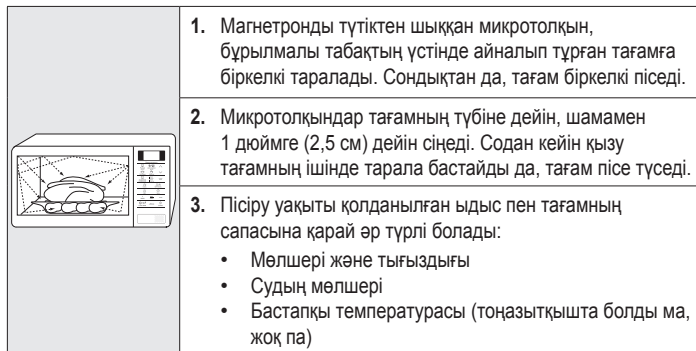 1. Магнетронды түтіктен шыққан микротолқын,
бұрылмалы табақтың үстінде айналып тұрған тағамға
біркелкі таралады. Сондықтан да, тағам біркелкі піседі.
2. Микротолқындар тағамның түбіне дейін, шамамен
1 дюймге (2,5 см) дейін сіңеді. Содан кейін қызу
тағамның ішінде тарала бастайды да, тағам пісе түседі.
3. Пісіру уақыты қолданылған ыдыс пен тағамның
сапасына қарай әр түрлі болады:
• Мөлшері және тығыздығы
• Судың мөлшері
• Бастапқы температурасы (тоңазытқышта болды ма,
жоқ па)